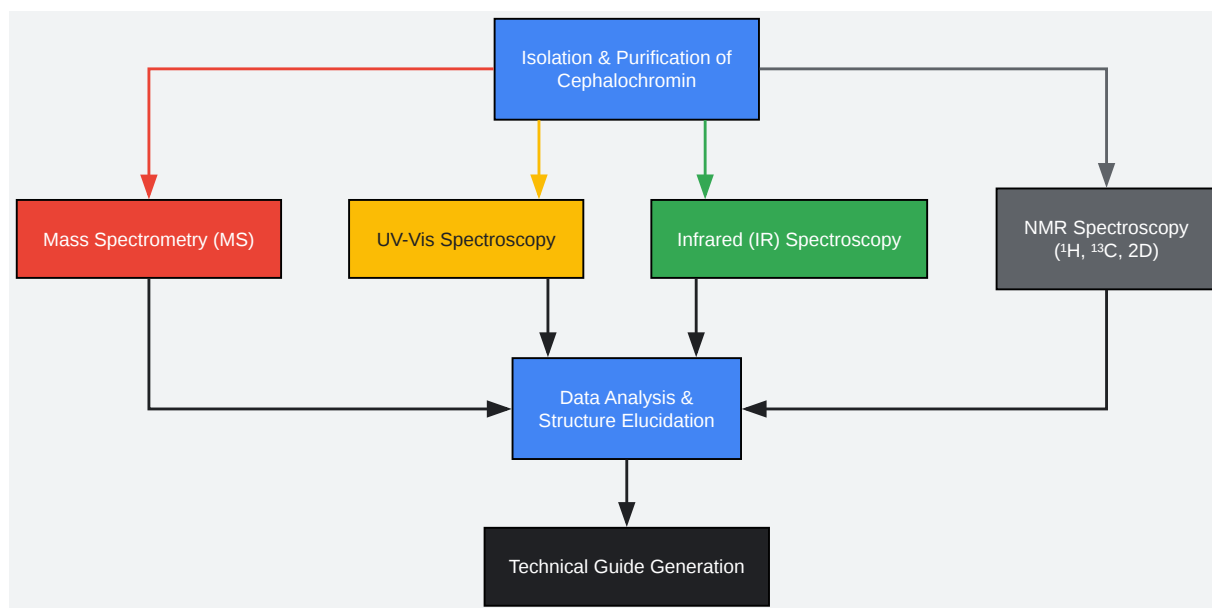 Isolation & Purification of
Cephalochromin
Mass Spectrometry (MS)
UV-Vis Spectroscopy
Infrared (IR) Spectroscopy
NMR Spectroscopy
(¹H, ¹³C, 2D)
Data Analysis &
Structure Elucidation
Technical Guide Generation